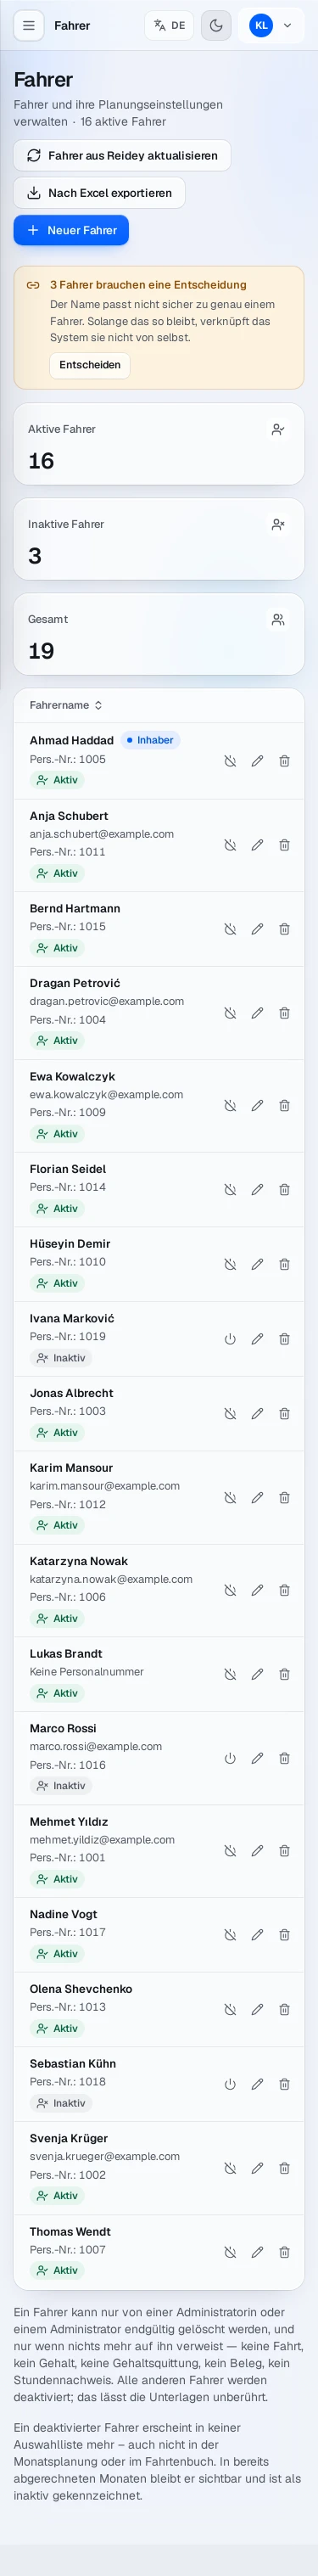 Fahrer
DE
KL
Fahrer
Fahrer und ihre Planungseinstellungen
verwalten · 16 aktive Fahrer
Fahrer aus Reidey aktualisieren
Nach Excel exportieren
Neuer Fahrer
3 Fahrer brauchen eine Entscheidung
Der Name passt nicht sicher zu genau einem
Fahrer. Solange das so bleibt, verknüpft das
System sie nicht von selbst.
Entscheiden
Aktive Fahrer
16
Inaktive Fahrer
3
Gesamt
19
Fahrername
Ahmad Haddad Inhaber
Pers.-Nr.: 1005
Aktiv
Anja Schubert
anja.schubert@example.com
Pers.-Nr.: 1011
Aktiv
Bernd Hartmann
Pers.-Nr.: 1015
Aktiv
Dragan Petrović
dragan.petrovic@example.com
Pers.-Nr.: 1004
Aktiv
Ewa Kowalczyk
ewa.kowalczyk@example.com
Pers.-Nr.: 1009
Aktiv
Florian Seidel
Pers.-Nr.: 1014
Aktiv
Hüseyin Demir
Pers.-Nr.: 1010
Aktiv
Ivana Marković
Pers.-Nr.: 1019
Inaktiv
Jonas Albrecht
Pers.-Nr.: 1003
Aktiv
Karim Mansour
karim.mansour@example.com
Pers.-Nr.: 1012
Aktiv
Katarzyna Nowak
katarzyna.nowak@example.com
Pers.-Nr.: 1006
Aktiv
Lukas Brandt
Keine Personalnummer
Aktiv
Marco Rossi
marco.rossi@example.com
Pers.-Nr.: 1016
Inaktiv
Mehmet Yıldız
mehmet.yildiz@example.com
Pers.-Nr.: 1001
Aktiv
Nadine Vogt
Pers.-Nr.: 1017
Aktiv
Olena Shevchenko
Pers.-Nr.: 1013
Aktiv
Sebastian Kühn
Pers.-Nr.: 1018
Inaktiv
Svenja Krüger
svenja.krueger@example.com
Pers.-Nr.: 1002
Aktiv
Thomas Wendt
Pers.-Nr.: 1007
Aktiv
Ein Fahrer kann nur von einer Administratorin oder
einem Administrator endgültig gelöscht werden, und
nur wenn nichts mehr auf ihn verweist — keine Fahrt,
kein Gehalt, keine Gehaltsquittung, kein Beleg, kein
Stundennachweis. Alle anderen Fahrer werden
deaktiviert; das lässt die Unterlagen unberührt.
Ein deaktivierter Fahrer erscheint in keiner
Auswahlliste mehr – auch nicht in der
Monatsplanung oder im Fahrtenbuch. In bereits
abgerechneten Monaten bleibt er sichtbar und ist als
inaktiv gekennzeichnet.